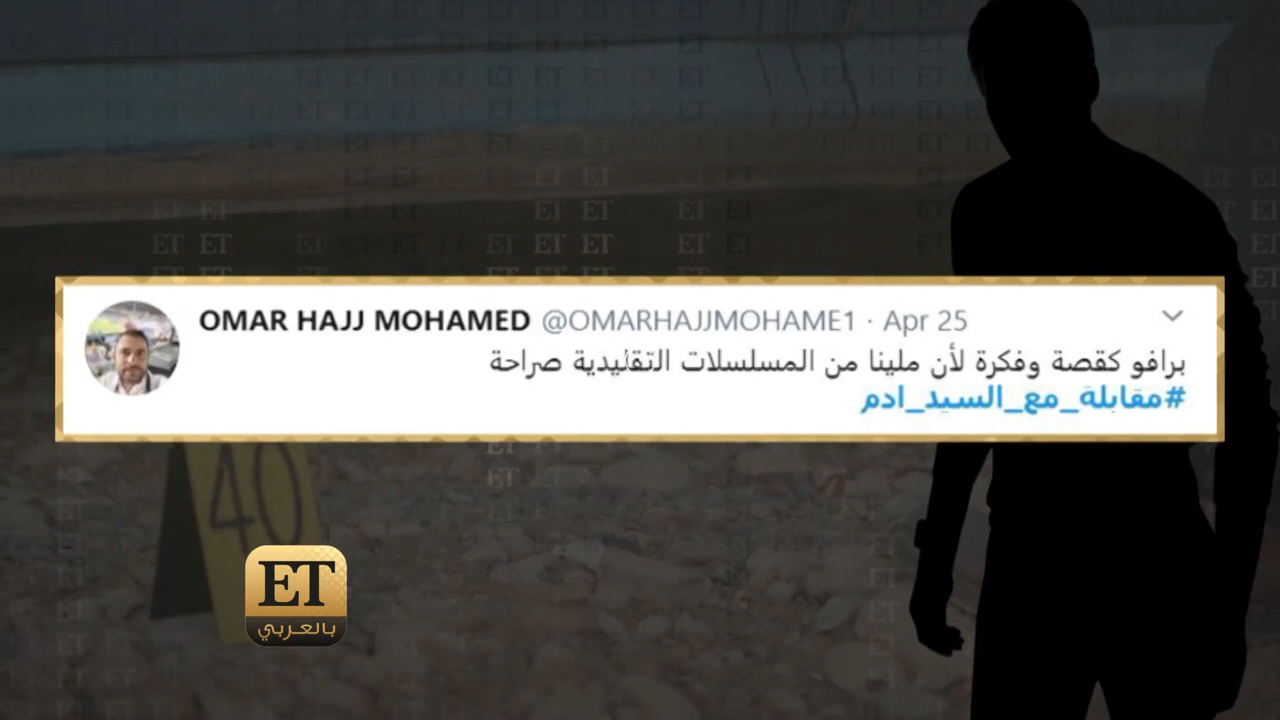 OMAR HAJJ MOHAMED @OMARHAJJMOHAME1 · Apr 25
برافو كقصة وفكرة لأن ملينا من المسلسلات التقليدية صراحة
#مقابلة_مع_السيد_ادم
40
ET
بالعربي